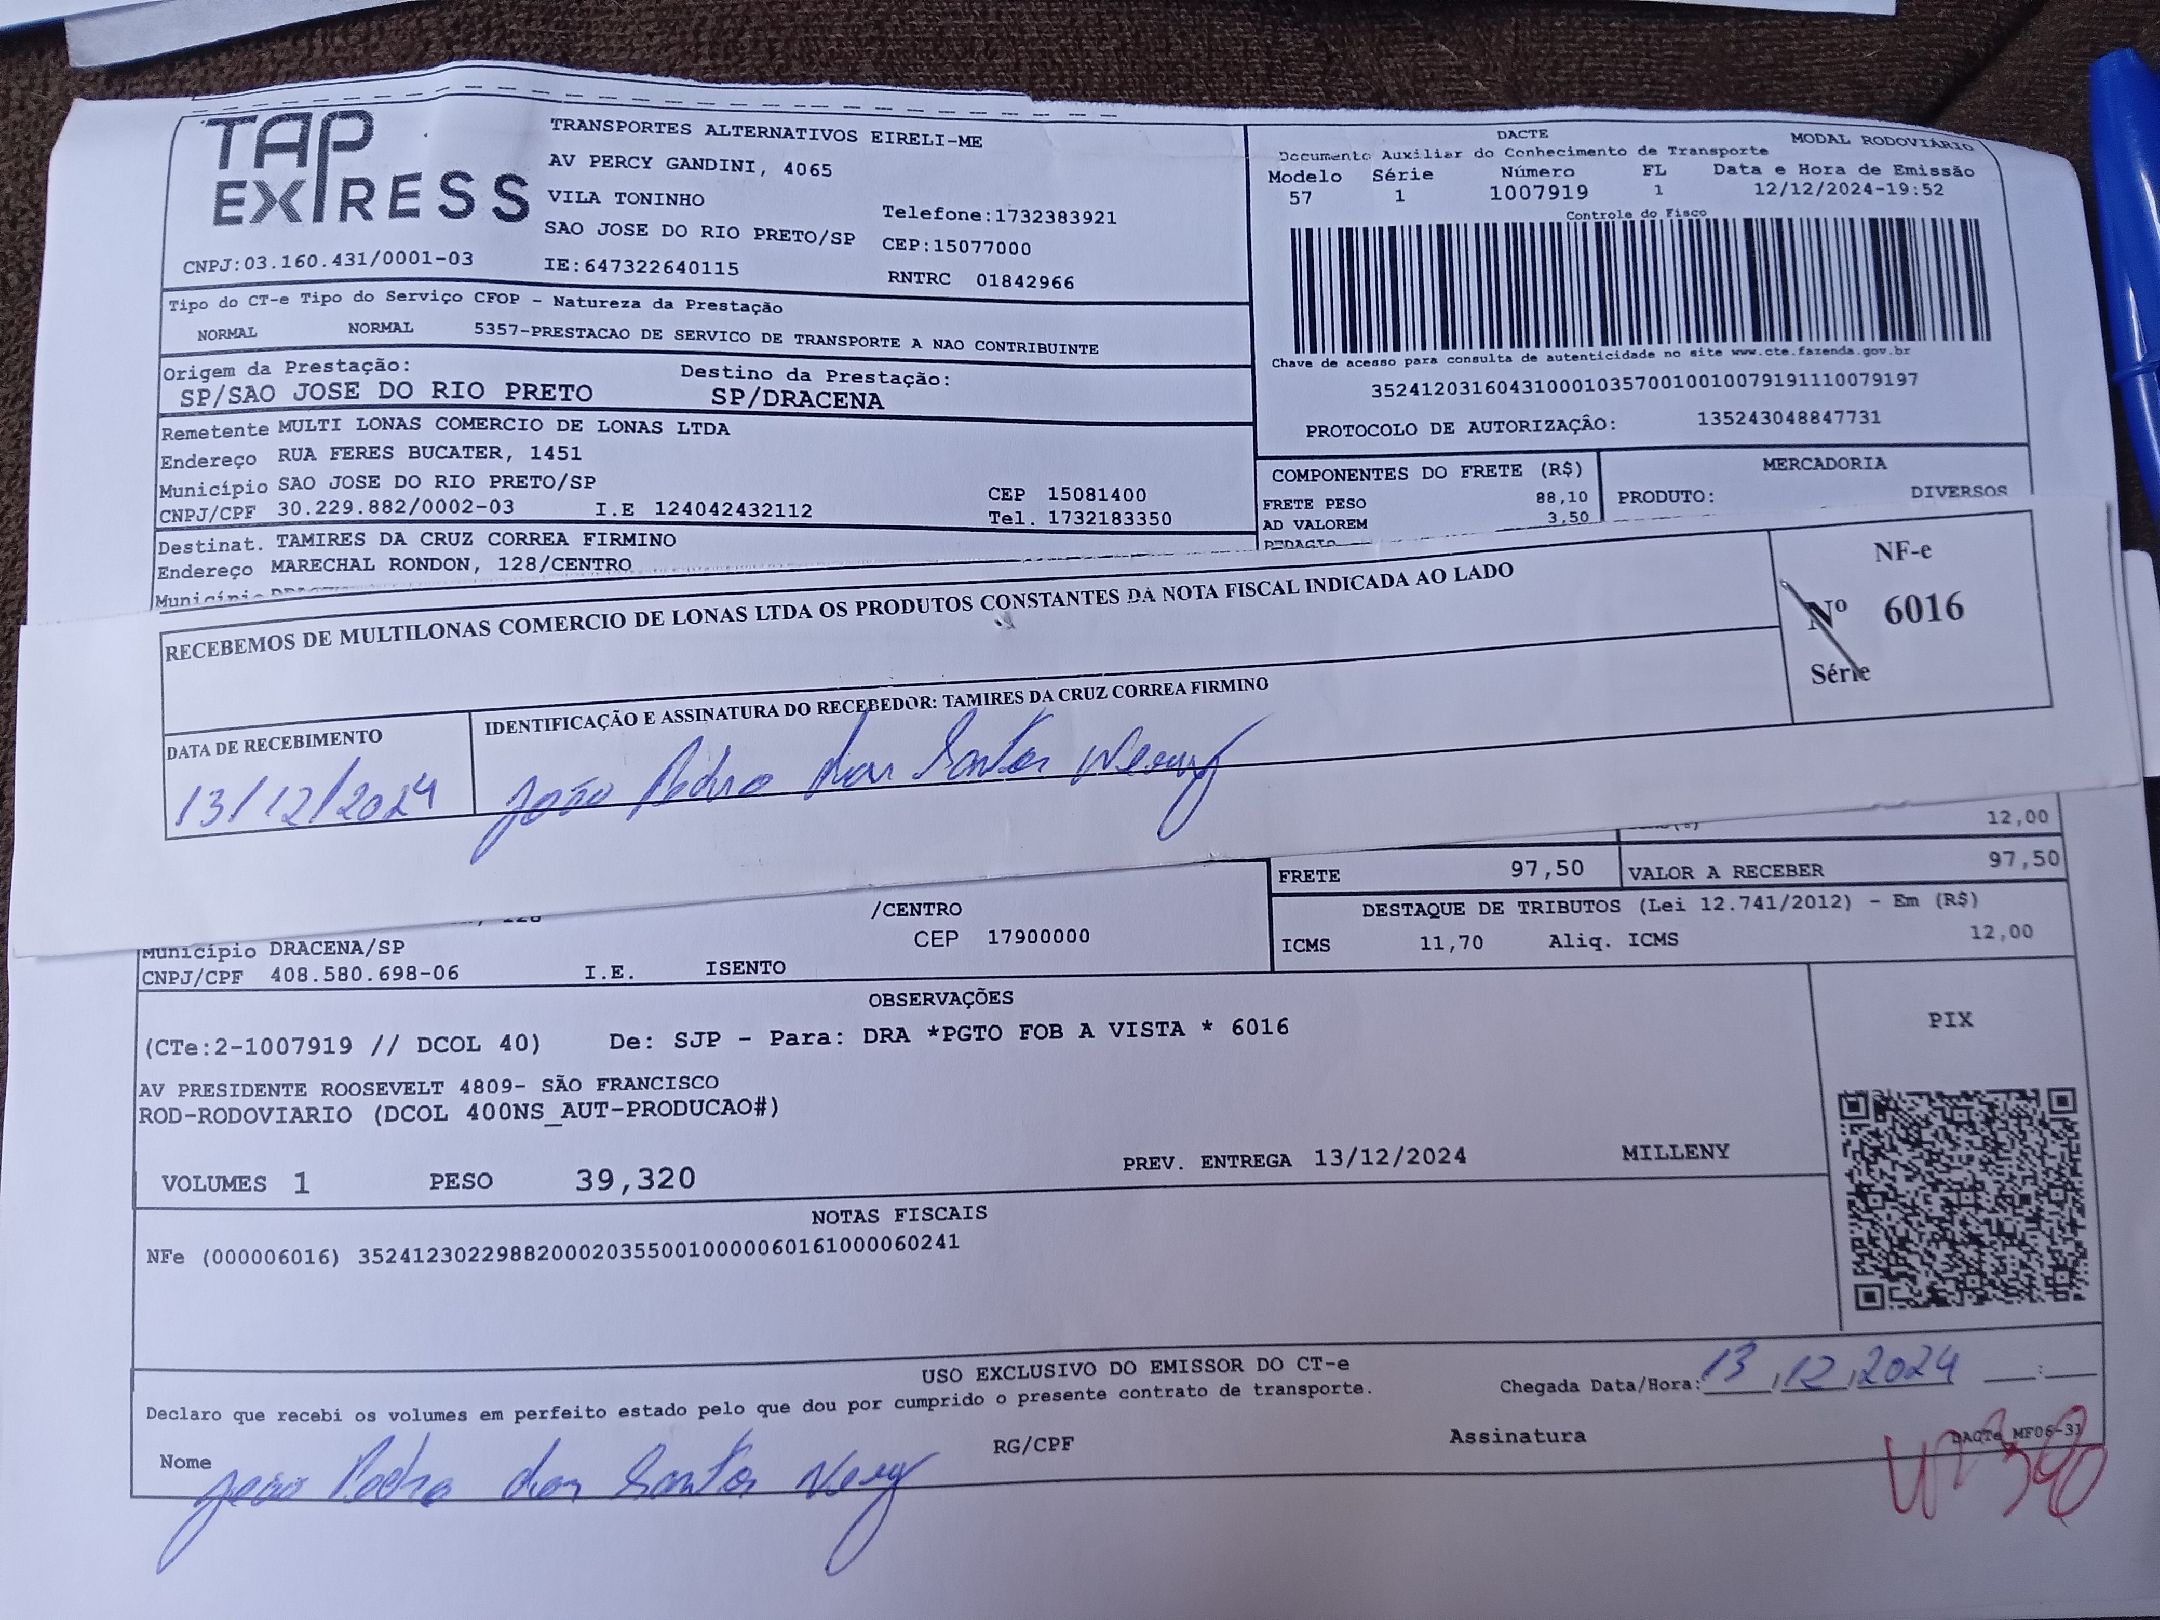 TAP
EXPRESS
TRANSPORTES ALTERNATIVOS EIRELI-ME
AV PERCY GANDINI, 4065
VILA TONINHO
SAO JOSE DO RIO PRETO/SP
Telefone:1732383921
CEP:15077000
CNPJ:03.160.431/0001-03
IE:647322640115
RNTRC 01842966
DACTE
MODAL RODOVIÁRIO
Documento Auxiliar do Conhecimento de Transporte
Modelo Série Número FL Data e Hora de Emissão
57 1 1007919 1 12/12/2024-19:52
Controle do Fisco
Chave de acesso para consulta de autenticidade no site www.cte.fazenda.gov.br
35241203160431000103570010010079191110079197
PROTOCOLO DE AUTORIZAÇÃO: 135243048847731
Tipo do CT-e Tipo do Serviço CFOP - Natureza da Prestação
NORMAL NORMAL 5357-PRESTACAO DE SERVICO DE TRANSPORTE A NAO CONTRIBUINTE
Origem da Prestação: Destino da Prestação:
SP/SAO JOSE DO RIO PRETO SP/DRACENA
Remetente MULTI LONAS COMERCIO DE LONAS LTDA
Endereço RUA FERES BUCATER, 1451
Município SAO JOSE DO RIO PRETO/SP CEP 15081400
CNPJ/CPF 30.229.882/0002-03 I.E 124042432112 Tel. 1732183350
COMPONENTES DO FRETE (R$)
FRETE PESO 88,10
AD VALOREM 3,50
PEDAGIO
MERCADORIA
PRODUTO: DIVERSOS
Destinat. TAMIRES DA CRUZ CORREA FIRMINO
Endereço MARECHAL RONDON, 128/CENTRO
Município
RECEBEMOS DE MULTILONAS COMERCIO DE LONAS LTDA OS PRODUTOS CONSTANTES DA NOTA FISCAL INDICADA AO LADO
NF-e
Nº 6016
Série
DATA DE RECEBIMENTO
13/12/2024
IDENTIFICAÇÃO E ASSINATURA DO RECEBEDOR: TAMIRES DA CRUZ CORREA FIRMINO
João Pedro dos Santos Nery
12,00
FRETE 97,50 VALOR A RECEBER 97,50
DESTAQUE DE TRIBUTOS (Lei 12.741/2012) - Em (R$)
ICMS 11,70 Aliq. ICMS 12,00
/CENTRO
Município DRACENA/SP CEP 17900000
CNPJ/CPF 408.580.698-06 I.E. ISENTO
OBSERVAÇÕES
(CTe:2-1007919 // DCOL 40) De: SJP - Para: DRA *PGTO FOB A VISTA * 6016
AV PRESIDENTE ROOSEVELT 4809- SÃO FRANCISCO
ROD-RODOVIARIO (DCOL 400NS_AUT-PRODUCAO#)
VOLUMES 1 PESO 39,320 PREV. ENTREGA 13/12/2024 MILLENY
PIX
NOTAS FISCAIS
NFe (000006016) 35241230229882000203550010000060161000060241
USO EXCLUSIVO DO EMISSOR DO CT-e
Declaro que recebi os volumes em perfeito estado pelo que dou por cumprido o presente contrato de transporte.
Chegada Data/Hora: 13/12/2024 :
Nome João Pedro dos Santos Nery RG/CPF Assinatura
DACTe MF06-31